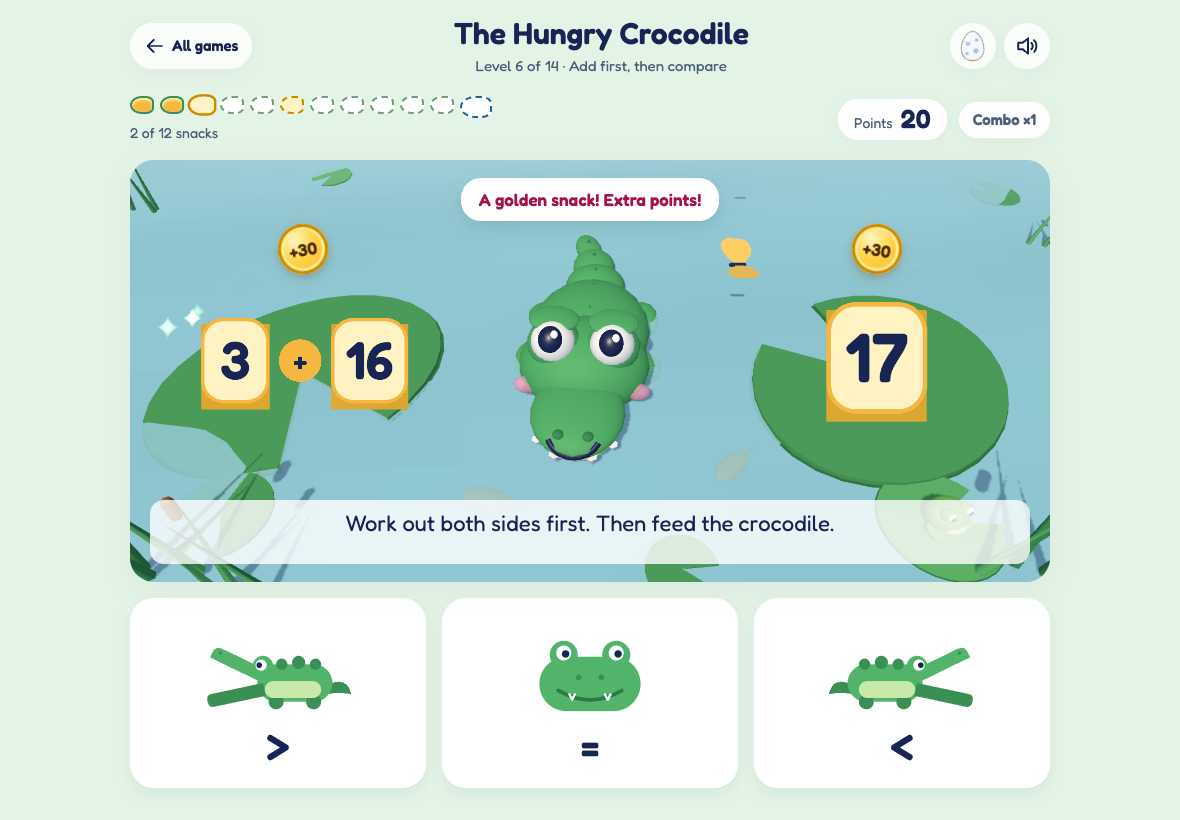 All games
The Hungry Crocodile
Level 6 of 14 · Add first, then compare
2 of 12 snacks
Points 20
Combo x1
A golden snack! Extra points!
+30
+30
3 + 16
17
Work out both sides first. Then feed the crocodile.
> = <